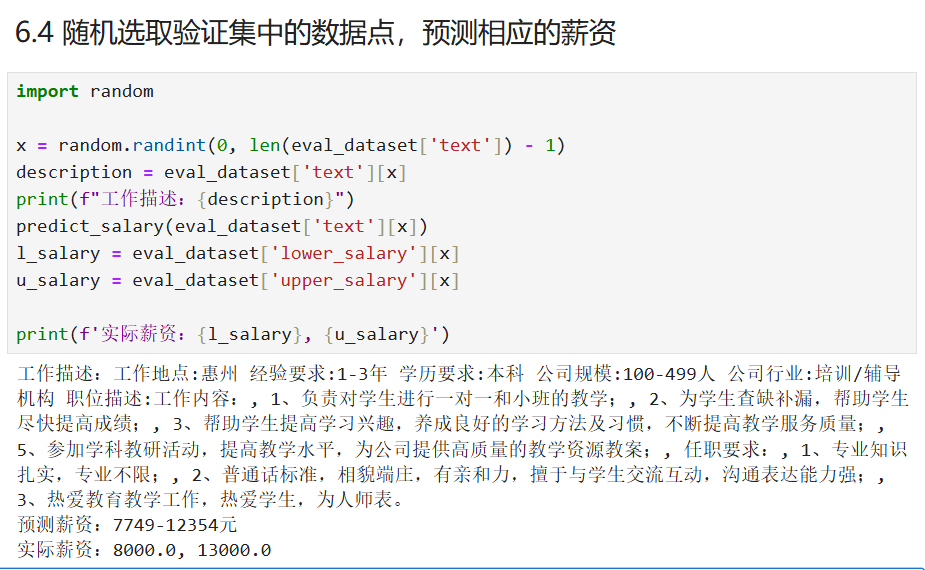 6.4 随机选取验证集中的数据点，预测相应的薪资
import random
x = random.randint(0, len(eval_dataset['text']) - 1)
description = eval_dataset['text'][x]
print(f"工作描述：{description}")
predict_salary(eval_dataset['text'][x])
l_salary = eval_dataset['lower_salary'][x]
u_salary = eval_dataset['upper_salary'][x]
print(f'实际薪资：{l_salary}, {u_salary}')
工作描述：工作地点:惠州 经验要求:1-3年 学历要求:本科 公司规模:100-499人 公司行业:培训/辅导
机构 职位描述:工作内容：, 1、负责对学生进行一对一和小班的教学；, 2、为学生查缺补漏，帮助学生
尽快提高成绩；, 3、帮助学生提高学习兴趣，养成良好的学习方法及习惯，不断提高教学服务质量；,
5、参加学科教研活动，提高教学水平，为公司提供高质量的教学资源教案；, 任职要求：, 1、专业知识
扎实，专业不限；, 2、普通话标准，相貌端庄，有亲和力，擅于与学生交流互动，沟通表达能力强；,
3、热爱教育教学工作，热爱学生，为人师表。
预测薪资：7749-12354元
实际薪资：8000.0, 13000.0